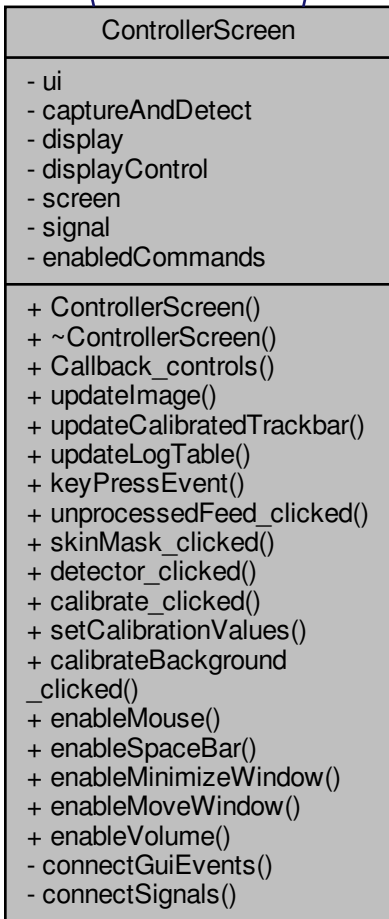 ControllerScreen
- ui
- captureAndDetect
- display
- displayControl
- screen
- signal
- enabledCommands
+ ControllerScreen()
+ ~ControllerScreen()
+ Callback_controls()
+ updateImage()
+ updateCalibratedTrackbar()
+ updateLogTable()
+ keyPressEvent()
+ unprocessedFeed_clicked()
+ skinMask_clicked()
+ detector_clicked()
+ calibrate_clicked()
+ setCalibrationValues()
+ calibrateBackground
_clicked()
+ enableMouse()
+ enableSpaceBar()
+ enableMinimizeWindow()
+ enableMoveWindow()
+ enableVolume()
- connectGuiEvents()
- connectSignals()